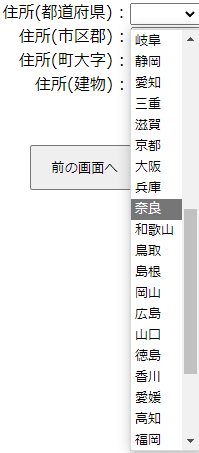 住所(都道府県)：
住所(市区郡)：
住所(町大字)：
住所(建物)：
前の画面へ
岐阜
静岡
愛知
三重
滋賀
京都
大阪
兵庫
奈良
和歌山
鳥取
島根
岡山
広島
山口
徳島
香川
愛媛
高知
福岡